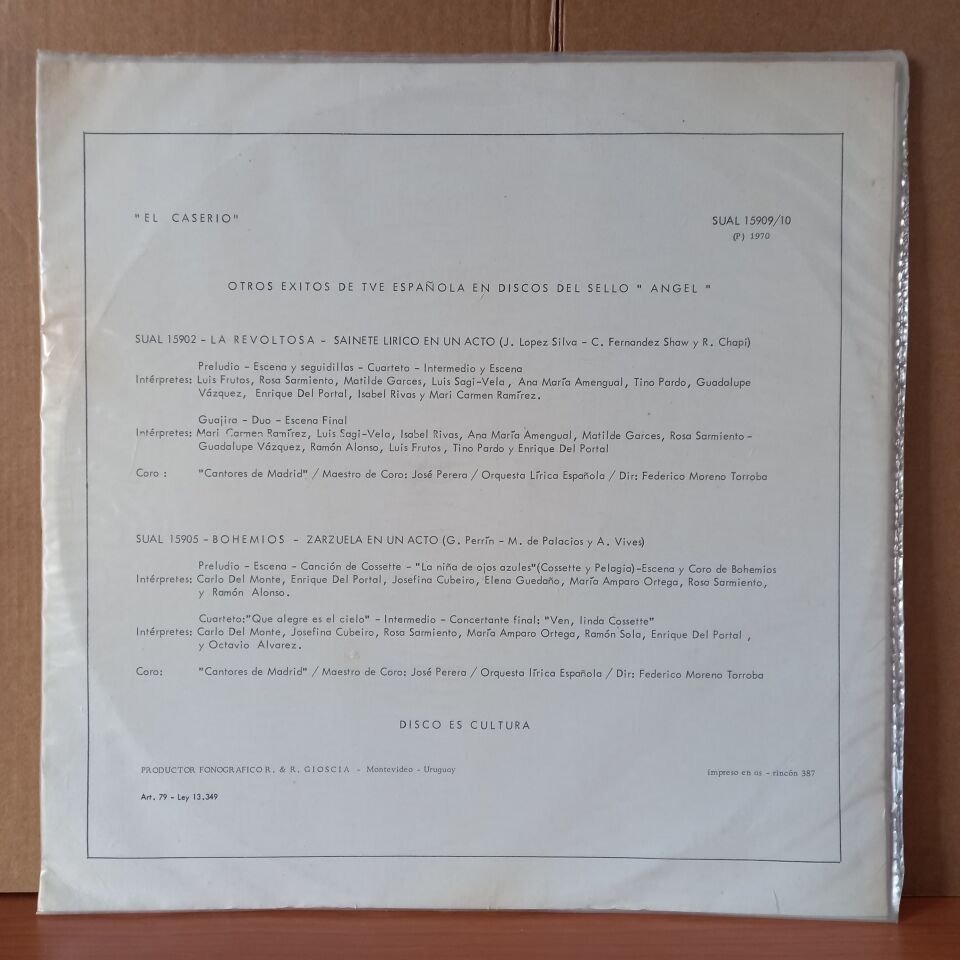 "EL CASERIO"
SUAL 15909/10
(P) 1970
OTROS EXITOS DE TVE ESPAÑOLA EN DISCOS DEL SELLO " ANGEL "
SUAL 15902 - LA REVOLTOSA - SAINETE LIRICO EN UN ACTO (J. Lopez Silva - C. Fernandez Shaw y R. Chapí)
Preludio - Escena y seguidillas - Cuarteto - Intermedio y Escena
Intérpretes: Luis Frutos, Rosa Sarmiento, Matilde Garces, Luis Sagi-Vela , Ana María Amengual, Tino Pardo, Guadalupe
Vázquez, Enrique Del Portal, Isabel Rivas y Mari Carmen Ramírez.
Guajira - Duo - Escena Final
Intérpretes: Mari Carmen Ramírez, Luis Sagi-Vela, Isabel Rivas, Ana María Amengual, Matilde Garces, Rosa Sarmiento -
Guadalupe Vázquez, Ramón Alonso, Luis Frutos , Tino Pardo y Enrique Del Portal
Coro : "Cantores de Madrid" / Maestro de Coro: José Perera / Orquesta Lírica Española / Dir: Federico Moreno Torroba
SUAL 15905 - BOHEMIOS - ZARZUELA EN UN ACTO (G. Perrín - M. de Palacios y A. Vives)
Preludio - Escena - Canción de Cossette - "La niña de ojos azules"(Cossette y Pelagia)-Escena y Coro de Bohemios
Intérpretes: Carlo Del Monte, Enrique Del Portal, Josefina Cubeiro, Elena Guedaño, María Amparo Ortega, Rosa Sarmiento,
y Ramón Alonso.
Cuarteto:"Que alegre es el cielo" - Intermedio - Concertante final: "Ven, linda Cossette"
Intérpretes: Carlo Del Monte, Josefina Cubeiro, Rosa Sarmiento, María Amparo Ortega, Ramón Sola, Enrique Del Portal ,
y Octavio Alvarez.
Coro: "Cantores de Madrid" / Maestro de Coro: José Perera / Orquesta lírica Española / Dir: Federico Moreno Torroba
DISCO ES CULTURA
PRODUCTOR FONOGRAFICO R. & R. GIOSCIA - Montevideo - Uruguay
impreso en as - rincón 387
Art. 79 - Ley 13.349